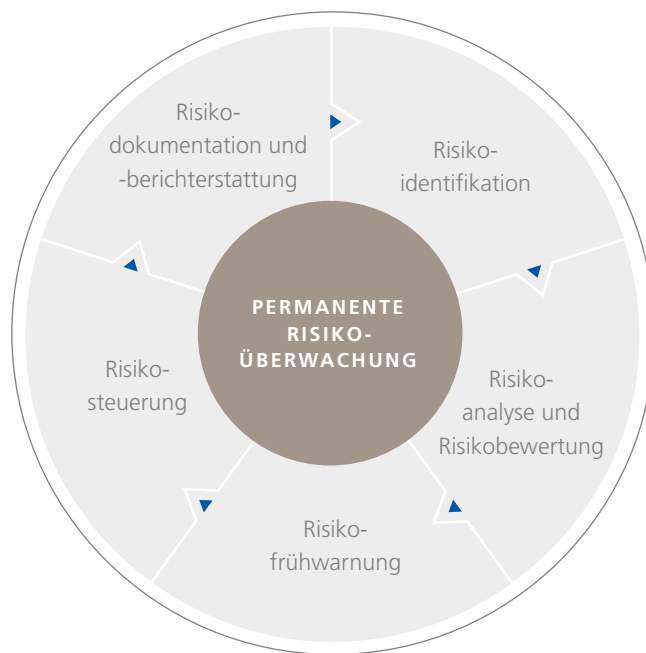 Risiko-
dokumentation und
-berichterstattung
Risiko-
identifikation
PERMANENTE
RISIKO-
ÜBERWACHUNG
Risiko-
steuerung
Risiko-
analyse und
Risikobewertung
Risiko-
frühwarnung